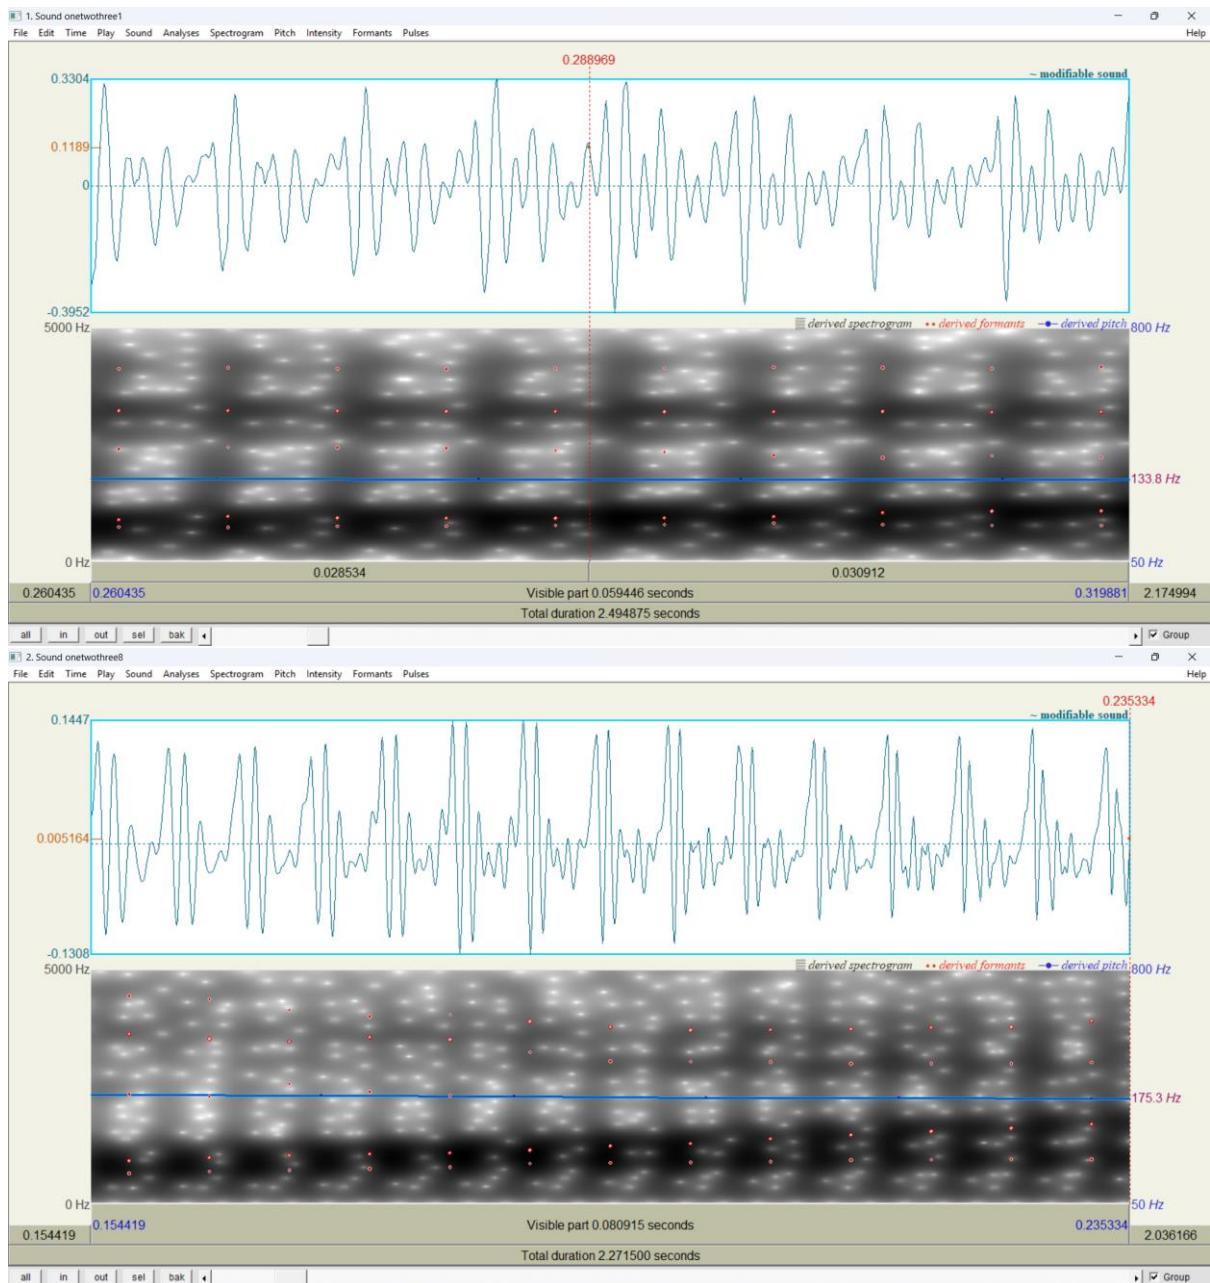 1. Sound onetwothree1
File Edit Time Play Sound Analyses Spectrogram Pitch Intensity Formants Pulses Help
0.288969
0.3304
~ modifiable sound
0.1189
0
-0.3952
5000 Hz
derived spectrogram derived formants derived pitch
800 Hz
133.8 Hz
0 Hz
50 Hz
0.028534 0.030912
0.260435 0.260435 Visible part 0.059446 seconds 0.319881 2.174994
Total duration 2.494875 seconds
all in out sel bak Group
2. Sound onetwothree8
File Edit Time Play Sound Analyses Spectrogram Pitch Intensity Formants Pulses Help
0.235334
0.1447
~ modifiable sound
0.005164
-0.1308
5000 Hz
derived spectrogram derived formants derived pitch
800 Hz
175.3 Hz
0 Hz
50 Hz
0.154419 0.154419 Visible part 0.080915 seconds 0.235334 2.036166
Total duration 2.271500 seconds
all in out sel bak Group